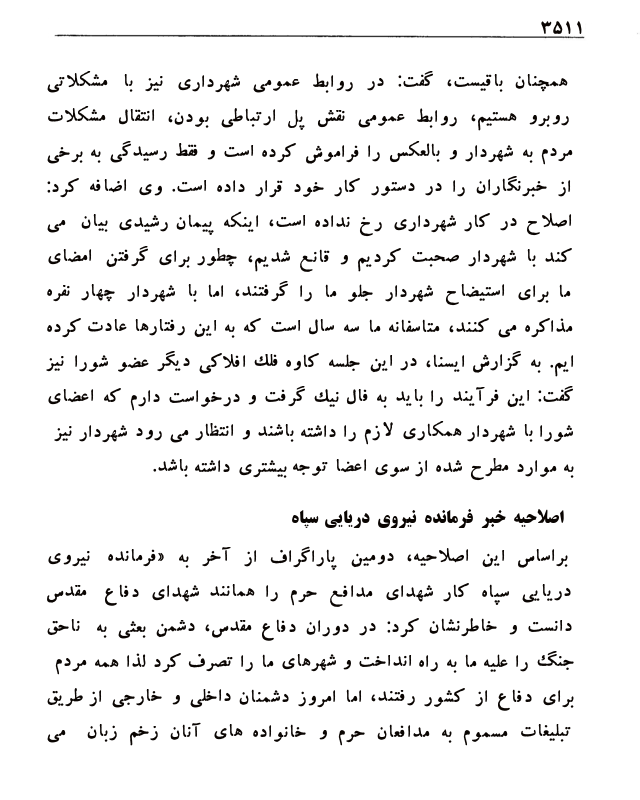 ۳۵۱۱
همچنان باقیست، گفت: در روابط عمومی شهرداری نیز با مشکلاتی
روبرو هستیم، روابط عمومی نقش پل ارتباطی بودن، انتقال مشکلات
مردم به شهردار و بالعکس را فراموش کرده است و فقط رسیدگی به برخی
از خبرنگاران را در دستور کار خود قرار داده است. وی اضافه کرد:
اصلاح در کار شهرداری رخ نداده است، اینکه پیمان رشیدی بیان می
کند با شهردار صحبت کردیم و قانع شدیم، چطور برای گرفتن امضای
ما برای استیضاح شهردار جلو ما را گرفتند، اما با شهردار چهار نفره
مذاکره می کنند، متاسفانه ما سه سال است که به این رفتارها عادت کرده
ایم. به گزارش ایسنا، در این جلسه کاوه فلك افلاکی دیگر عضو شورا نیز
گفت: این فرآیند را باید به فال نیك گرفت و درخواست دارم که اعضای
شورا با شهردار همکاری لازم را داشته باشند و انتظار می رود شهردار نیز
به موارد مطرح شده از سوی اعضا توجه بیشتری داشته باشد.
اصلاحیه خبر فرمانده نیروی دریایی سپاه
براساس این اصلاحیه، دومین پاراگراف از آخر به «فرمانده نیروی
دریایی سپاه کار شهدای مدافع حرم را همانند شهدای دفاع مقدس
دانست و خاطرنشان کرد: در دوران دفاع مقدس، دشمن بعثی به ناحق
جنگ را علیه ما به راه انداخت و شهرهای ما را تصرف کرد لذا همه مردم
برای دفاع از کشور رفتند، اما امروز دشمنان داخلی و خارجی از طریق
تبلیغات مسموم به مدافعان حرم و خانواده های آنان زخم زبان می